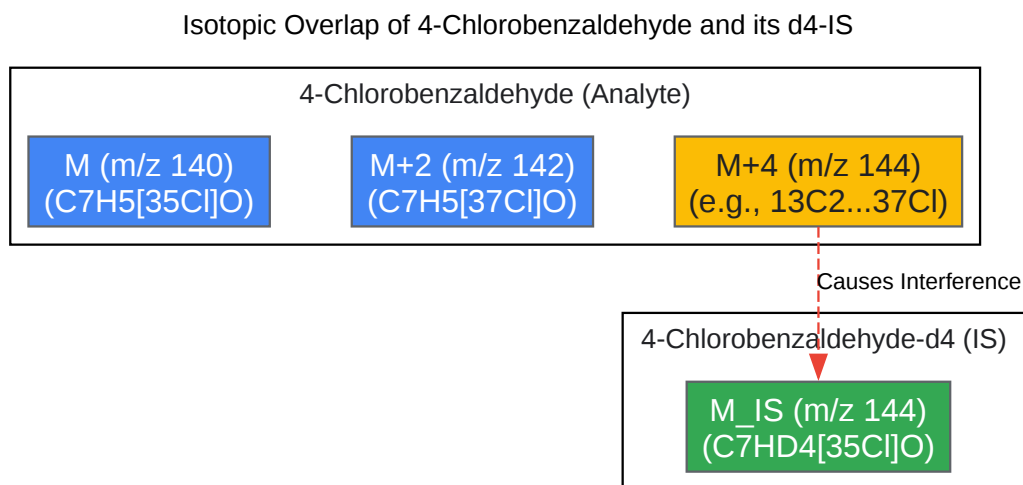 Isotopic Overlap of 4-Chlorobenzaldehyde and its d4-IS
4-Chlorobenzaldehyde (Analyte)
M (m/z 140)
(C7H5[35Cl]O)
M+2 (m/z 142)
(C7H5[37Cl]O)
M+4 (m/z 144)
(e.g., 13C2...37Cl)
Causes Interference
4-Chlorobenzaldehyde-d4 (IS)
M_IS (m/z 144)
(C7HD4[35Cl]O)